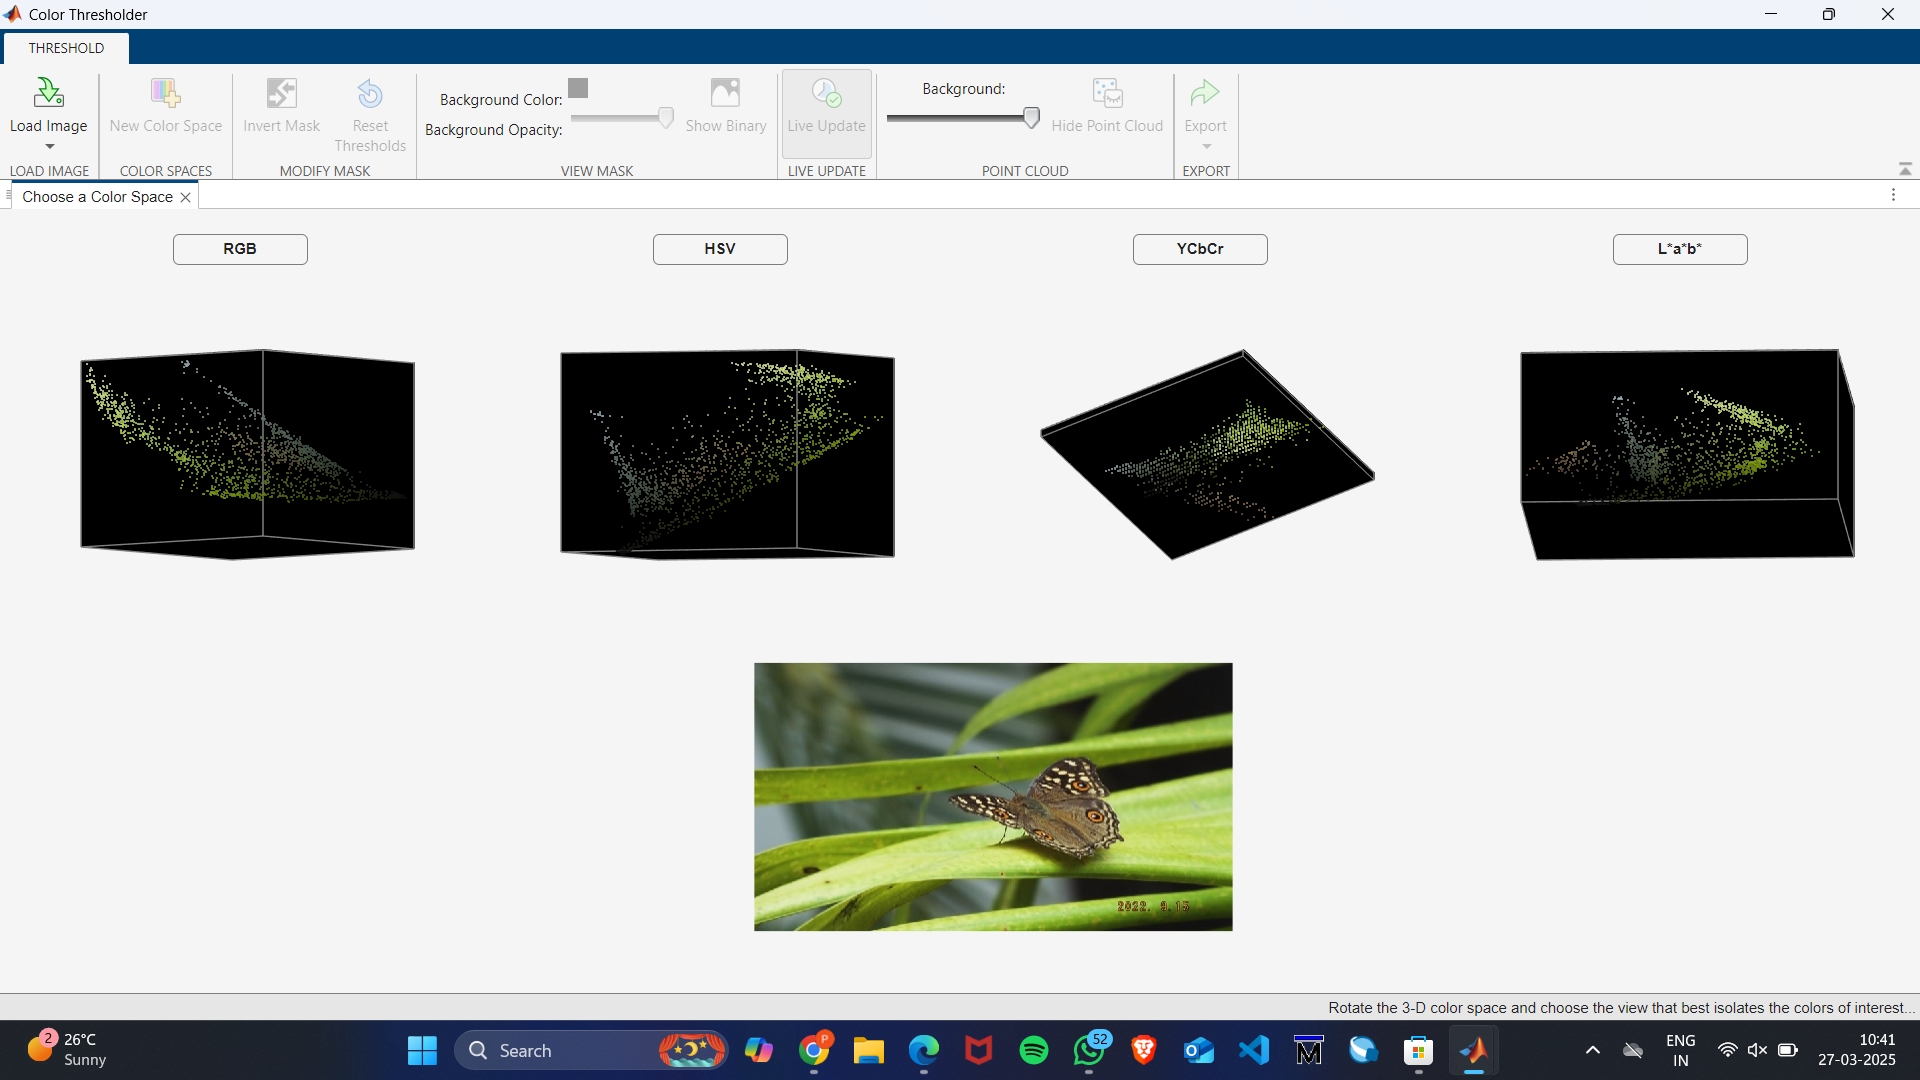 Color Thresholder
THRESHOLD
Load Image
New Color Space
Invert Mask
Reset
Thresholds
Background Color:
Background Opacity:
Show Binary
Live Update
Background:
Hide Point Cloud
Export
LOAD IMAGE
COLOR SPACES
MODIFY MASK
VIEW MASK
LIVE UPDATE
POINT CLOUD
EXPORT
Choose a Color Space
RGB
HSV
YCbCr
L*a*b*
2022. 9.15
Rotate the 3-D color space and choose the view that best isolates the colors of interest...
2
26°C
Sunny
Search
P
52
M
ENG
IN
10:41
27-03-2025